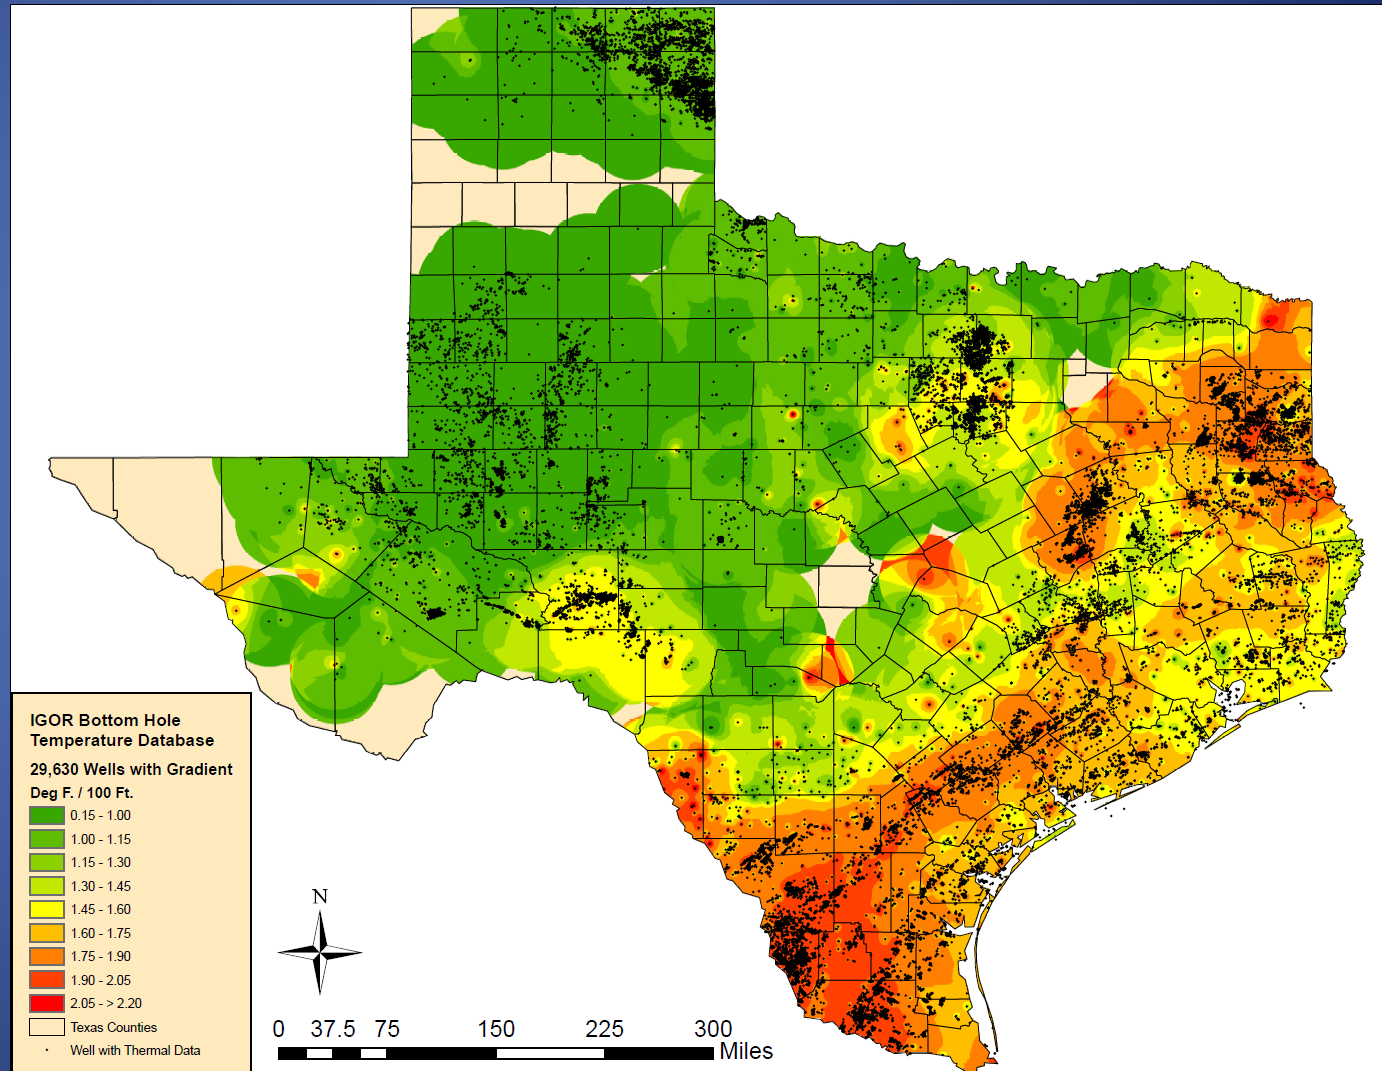 IGOR Bottom Hole
Temperature Database
29,630 Wells with Gradient
Deg F. / 100 Ft.
0.15 - 1.00
1.00 - 1.15
1.15 - 1.30
1.30 - 1.45
1.45 - 1.60
1.60 - 1.75
1.75 - 1.90
1.90 - 2.05
2.05 - > 2.20
Texas Counties
Well with Thermal Data
N
0 37.5 75 150 225 300
Miles